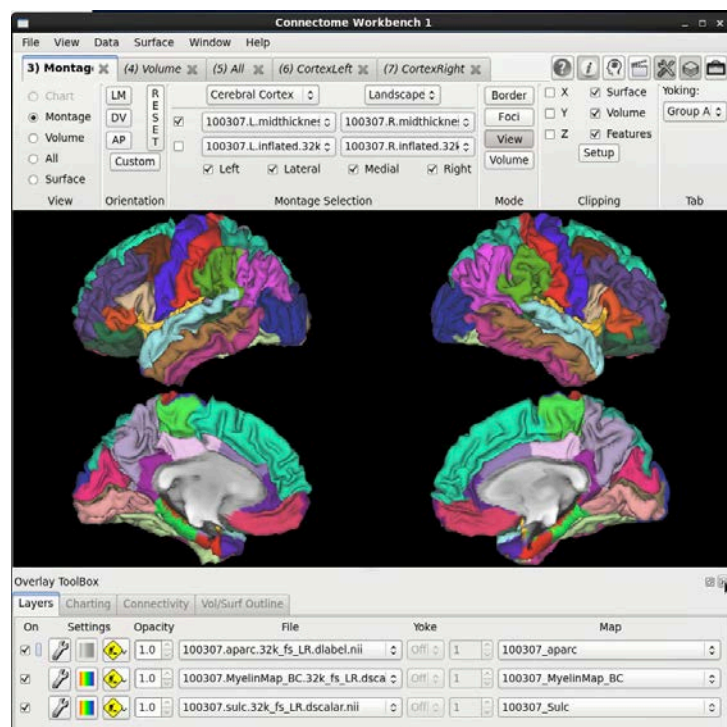 Connectome Workbench 1
File View Data Surface Window Help
3) Montag (4) Volume (5) All (6) CortexLeft (7) CortexRight
Chart
Montage
Volume
All
Surface
View
LM
DV
AP
Custom
RESET
Orientation
Cerebral Cortex Landscape
100307.L.midthicknes 100307.R.midthicknes
100307.L.inflated.32k 100307.R.inflated.32k
Left Lateral Medial Right
Montage Selection
Border
Foci
View
Volume
Mode
X Surface
Y Volume
Z Features
Setup
Clipping
Yoking:
Group A
Tab
Overlay ToolBox
Layers Charting Connectivity Vol/Surf Outline
On Settings Opacity File Yoke Map
1.0 100307.aparc.32k_fs_LR.dlabel.nii Off 1 100307_aparc
1.0 100307.MyelinMap_BC.32k_fs_LR.dsca Off 1 100307_MyelinMap_BC
1.0 100307.sulc.32k_fs_LR.dscalar.nii Off 1 100307_Sulc